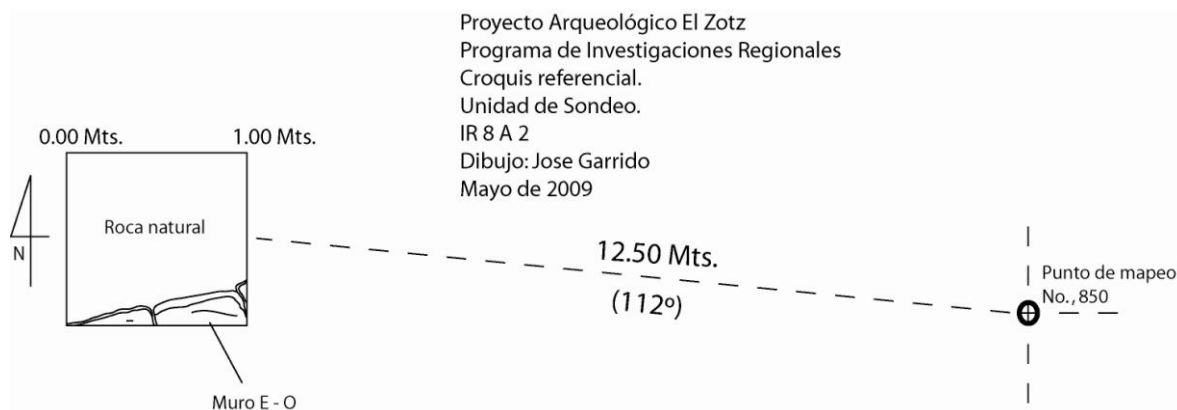 Proyecto Arqueológico El Zotz
Programa de Investigaciones Regionales
Croquis referencial.
Unidad de Sondeo.
IR 8 A 2
Dibujo: Jose Garrido
Mayo de 2009
0.00 Mts.
1.00 Mts.
Roca natural
N
12.50 Mts.
(112º)
Punto de mapeo
No., 850
Muro E - O